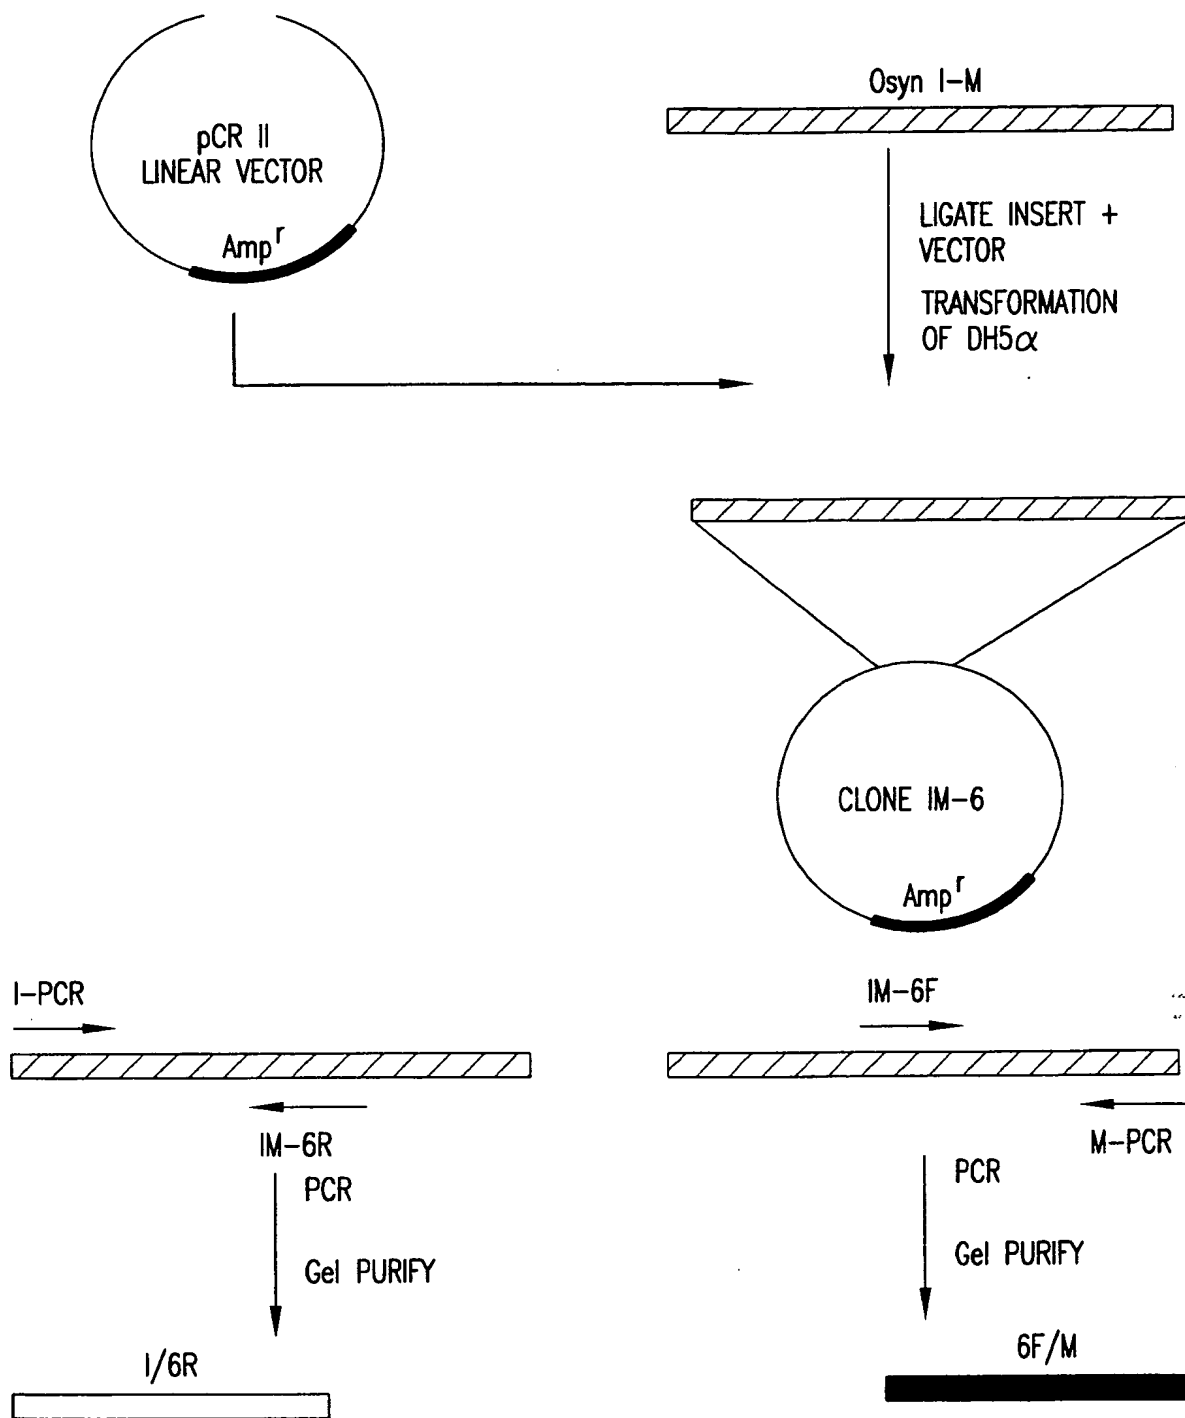 pCR II
LINEAR VECTOR
Amp^r
Osyn I-M
LIGATE INSERT +
VECTOR
TRANSFORMATION
OF DH5α
CLONE IM-6
Amp^r
I-PCR
IM-6R
PCR
Gel PURIFY
I/6R
IM-6F
M-PCR
PCR
Gel PURIFY
6F/M